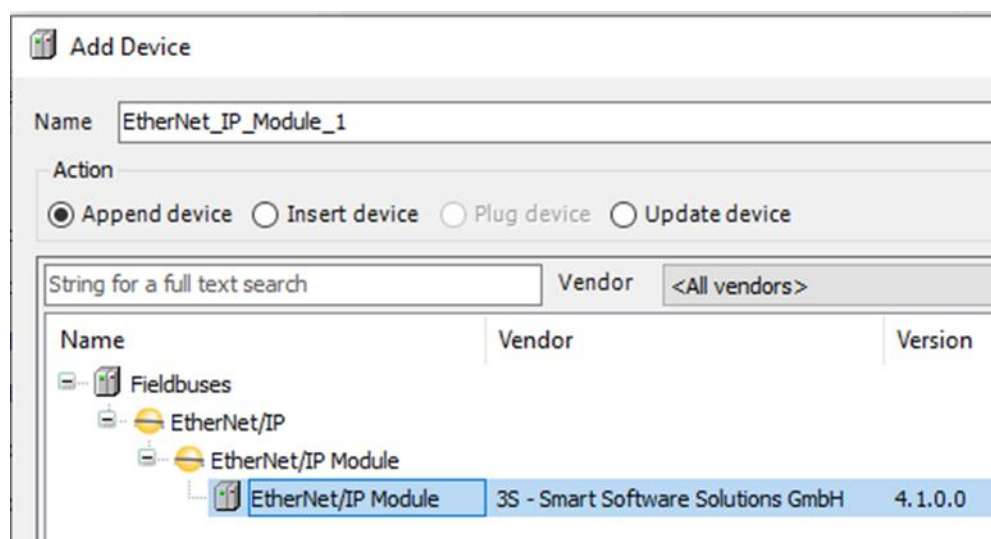 Add Device
Name EtherNet_IP_Module_1
Action
Append device Insert device Plug device Update device
String for a full text search Vendor <All vendors>
Name Vendor Version
Fieldbuses
EtherNet/IP
EtherNet/IP Module
EtherNet/IP Module 3S - Smart Software Solutions GmbH 4.1.0.0